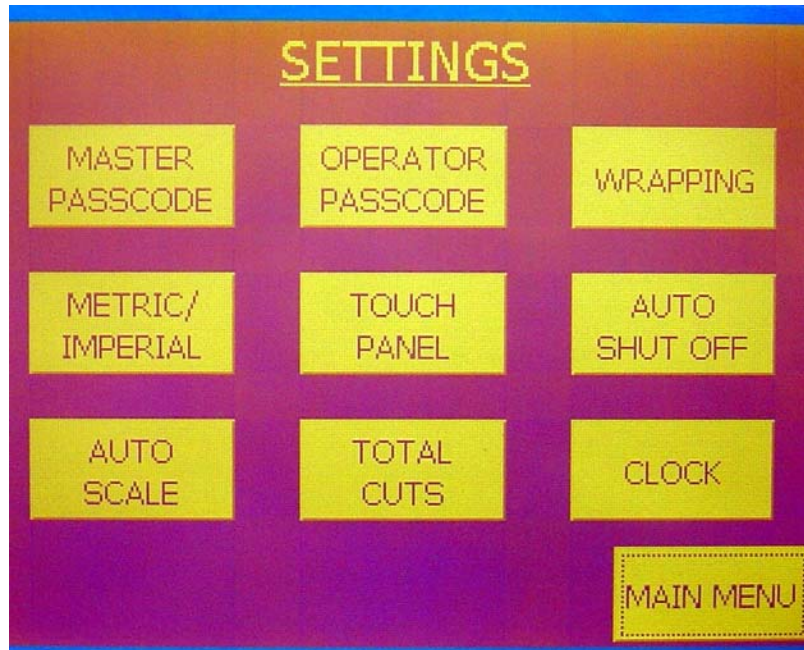 SETTINGS
MASTER
PASSCODE
OPERATOR
PASSCODE
WRAPPING
METRIC/
IMPERIAL
TOUCH
PANEL
AUTO
SHUT OFF
AUTO
SCALE
TOTAL
CUTS
CLOCK
MAIN MENU